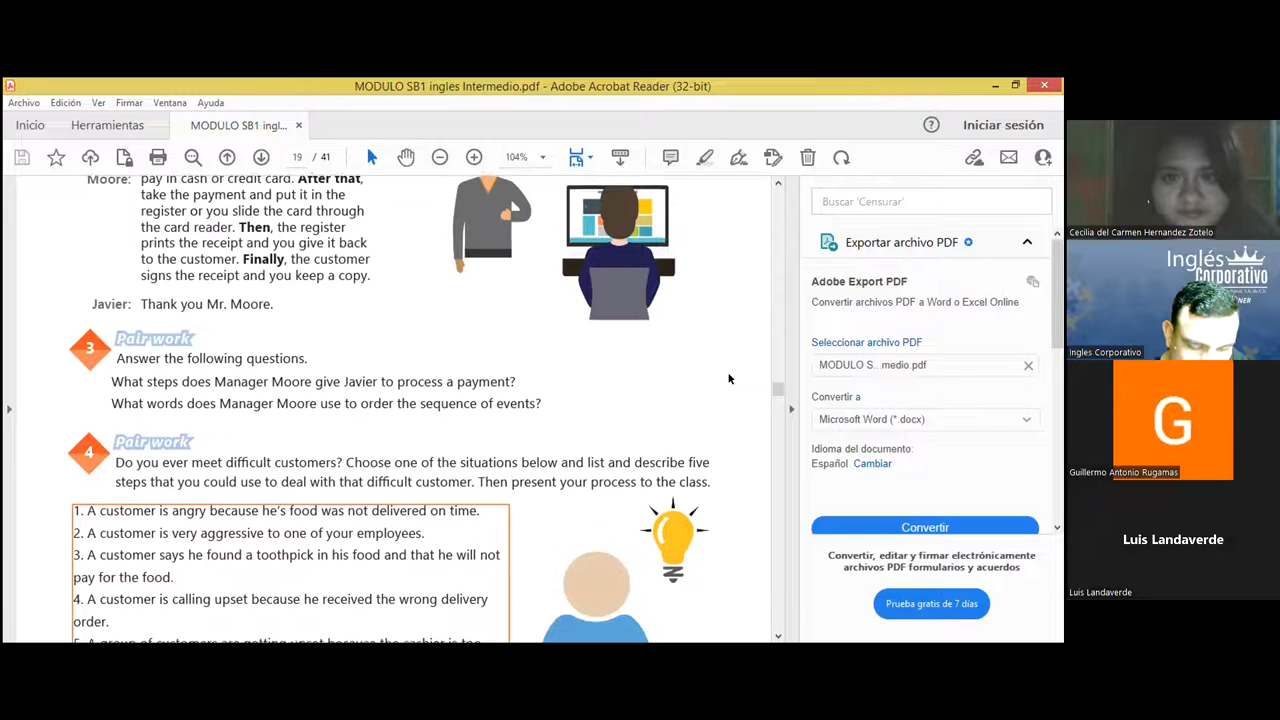 MODULO SB1 ingles Intermedio.pdf - Adobe Acrobat Reader (32-bit)
Archivo Edición Ver Firmar Ventana Ayuda
Inicio Herramientas MODULO SB1 ingl... Iniciar sesión
19 / 41 104%
Moore: pay in cash or credit card. After that,
take the payment and put it in the
register or you slide the card through
the card reader. Then, the register
prints the receipt and you give it back
to the customer. Finally, the customer
signs the receipt and you keep a copy.
Javier: Thank you Mr. Moore.
3 Pair work
Answer the following questions.
What steps does Manager Moore give Javier to process a payment?
What words does Manager Moore use to order the sequence of events?
4 Pair work
Do you ever meet difficult customers? Choose one of the situations below and list and describe five
steps that you could use to deal with that difficult customer. Then present your process to the class.
1. A customer is angry because he's food was not delivered on time.
2. A customer is very aggressive to one of your employees.
3. A customer says he found a toothpick in his food and that he will not
pay for the food.
4. A customer is calling upset because he received the wrong delivery
order.
5. A group of customers are getting upset because the cashier is too
Buscar 'Censurar'
Exportar archivo PDF
Adobe Export PDF
Convertir archivos PDF a Word o Excel Online
Seleccionar archivo PDF
MODULO S...medio.pdf
Convertir a
Microsoft Word (*.docx)
Idioma del documento:
Español Cambiar
Convertir
Convertir, editar y firmar electrónicamente
archivos PDF formularios y acuerdos
Prueba gratis de 7 días
Cecilia del Carmen Hernandez Zotelo
Inglés
Corporativo
Ingles Corporativo
G
Guillermo Antonio Rugamas
Luis Landaverde
Luis Landaverde